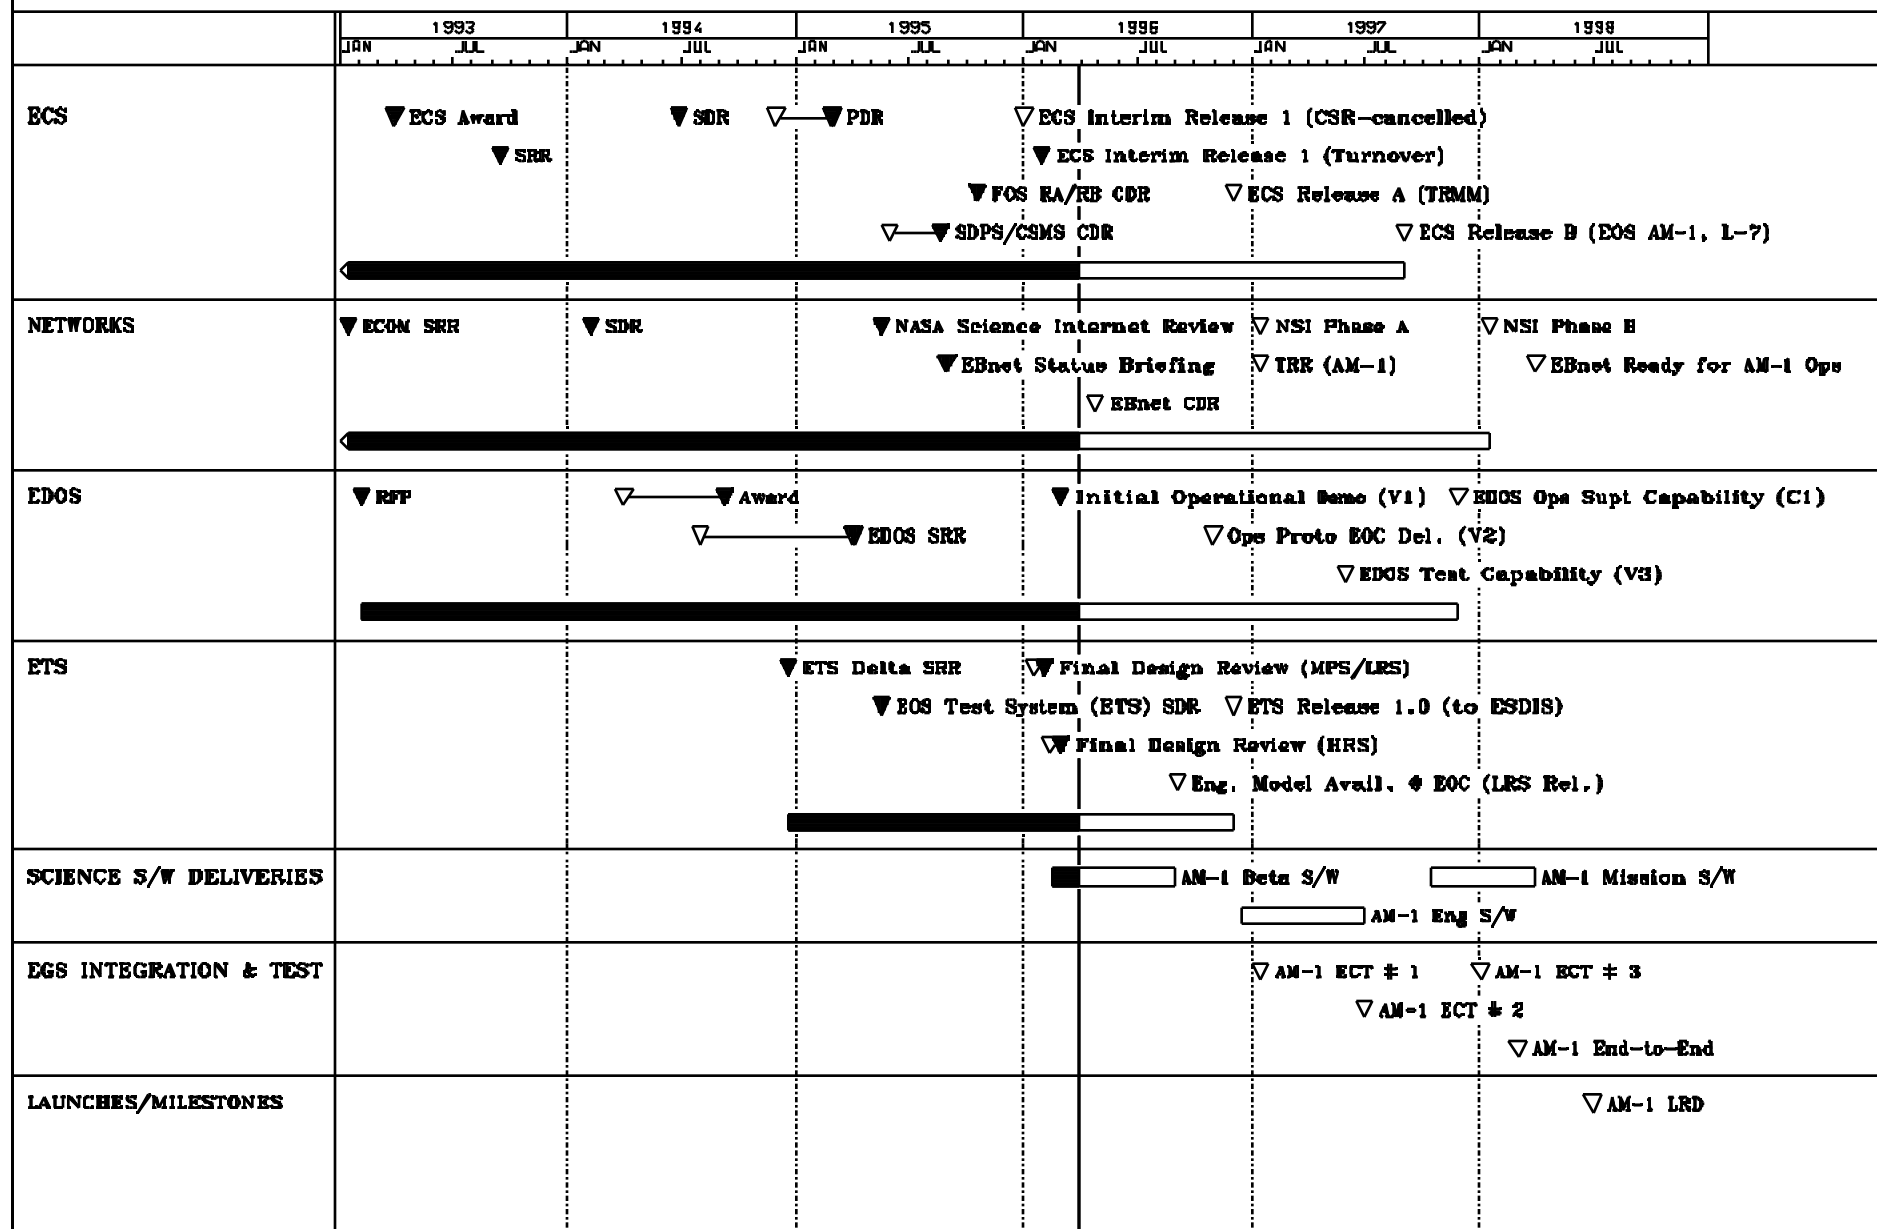 1993 1994 1995 1996 1997 1998
JAN JUL JAN JUL JAN JUL JAN JUL JAN JUL JAN JUL
ECS
ECS Award SDR PDR ECS Interim Release 1 (CSR-cancelled)
SRR ECS Interim Release 1 (Turnover)
FOS RA/RB CDR ECS Release A (TRMM)
SDPS/CSMS CDR ECS Release B (EOS AM-1, L-7)
NETWORKS
ECOM SRR SDR NASA Science Internet Review NSI Phase A NSI Phase B
EBnet Status Briefing TRR (AM-1) EBnet Ready for AM-1 Ops
EBnet CDR
EDOS
RFP Award Initial Operational Demo (V1) EDOS Ops Supt Capability (C1)
EDOS SRR Ops Proto EOC Del. (V2)
EDOS Test Capability (V3)
ETS
ETS Delta SRR Final Design Review (MPS/LRS)
EOS Test System (ETS) SDR ETS Release 1.0 (to ESDIS)
Final Design Review (HRS)
Eng. Model Avail. @ EOC (LRS Rel.)
SCIENCE S/W DELIVERIES
AM-1 Beta S/W AM-1 Mission S/W
AM-1 Eng S/W
EGS INTEGRATION & TEST
AM-1 ECT # 1 AM-1 ECT # 3
AM-1 ECT # 2
AM-1 End-to-End
LAUNCHES/MILESTONES
AM-1 LRD